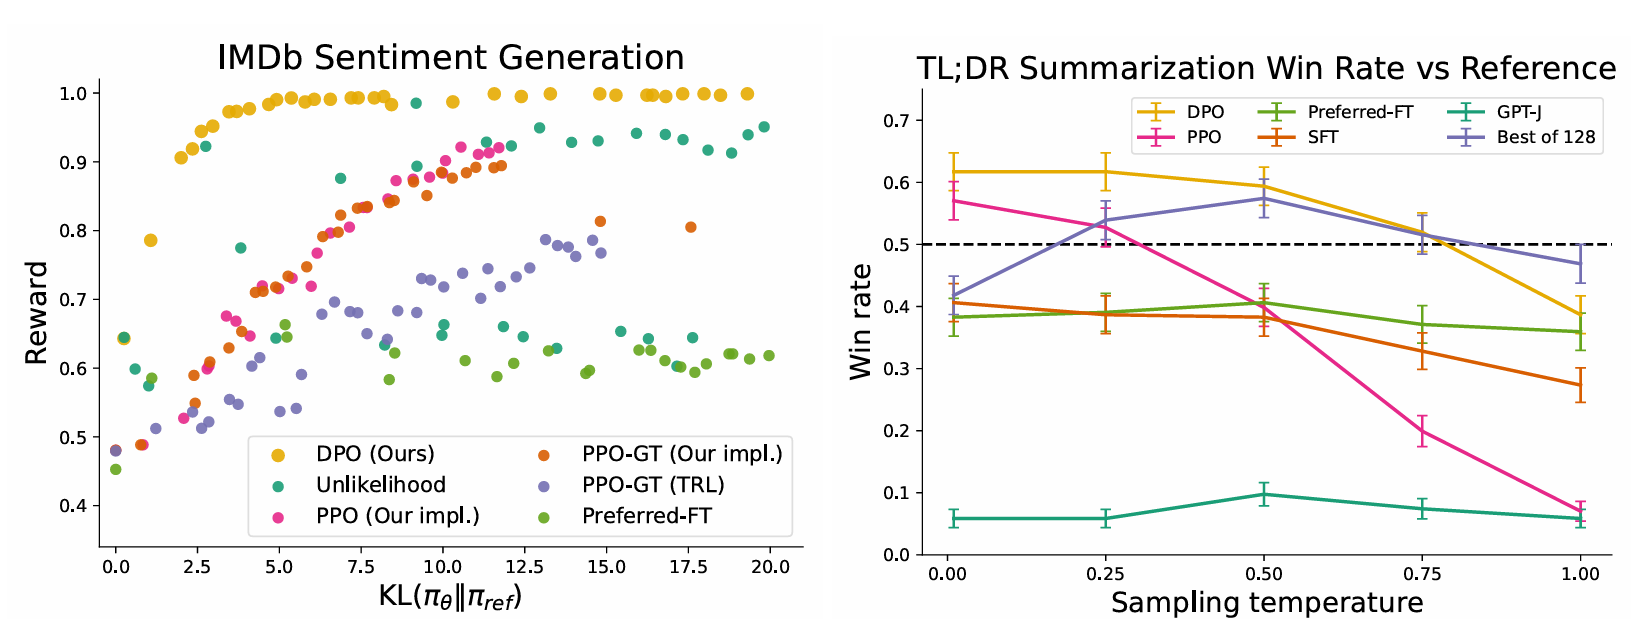 IMDb Sentiment Generation
Reward
1.0
0.9
0.8
0.7
0.6
0.5
0.4
DPO (Ours)
Unlikelihood
PPO (Our impl.)
PPO-GT (Our impl.)
PPO-GT (TRL)
Preferred-FT
0.0 2.5 5.0 7.5 10.0 12.5 15.0 17.5 20.0
KL(πθ‖πref)
TL;DR Summarization Win Rate vs Reference
Win rate
0.7
0.6
0.5
0.4
0.3
0.2
0.1
0.0
DPO
PPO
Preferred-FT
SFT
GPT-J
Best of 128
0.00 0.25 0.50 0.75 1.00
Sampling temperature